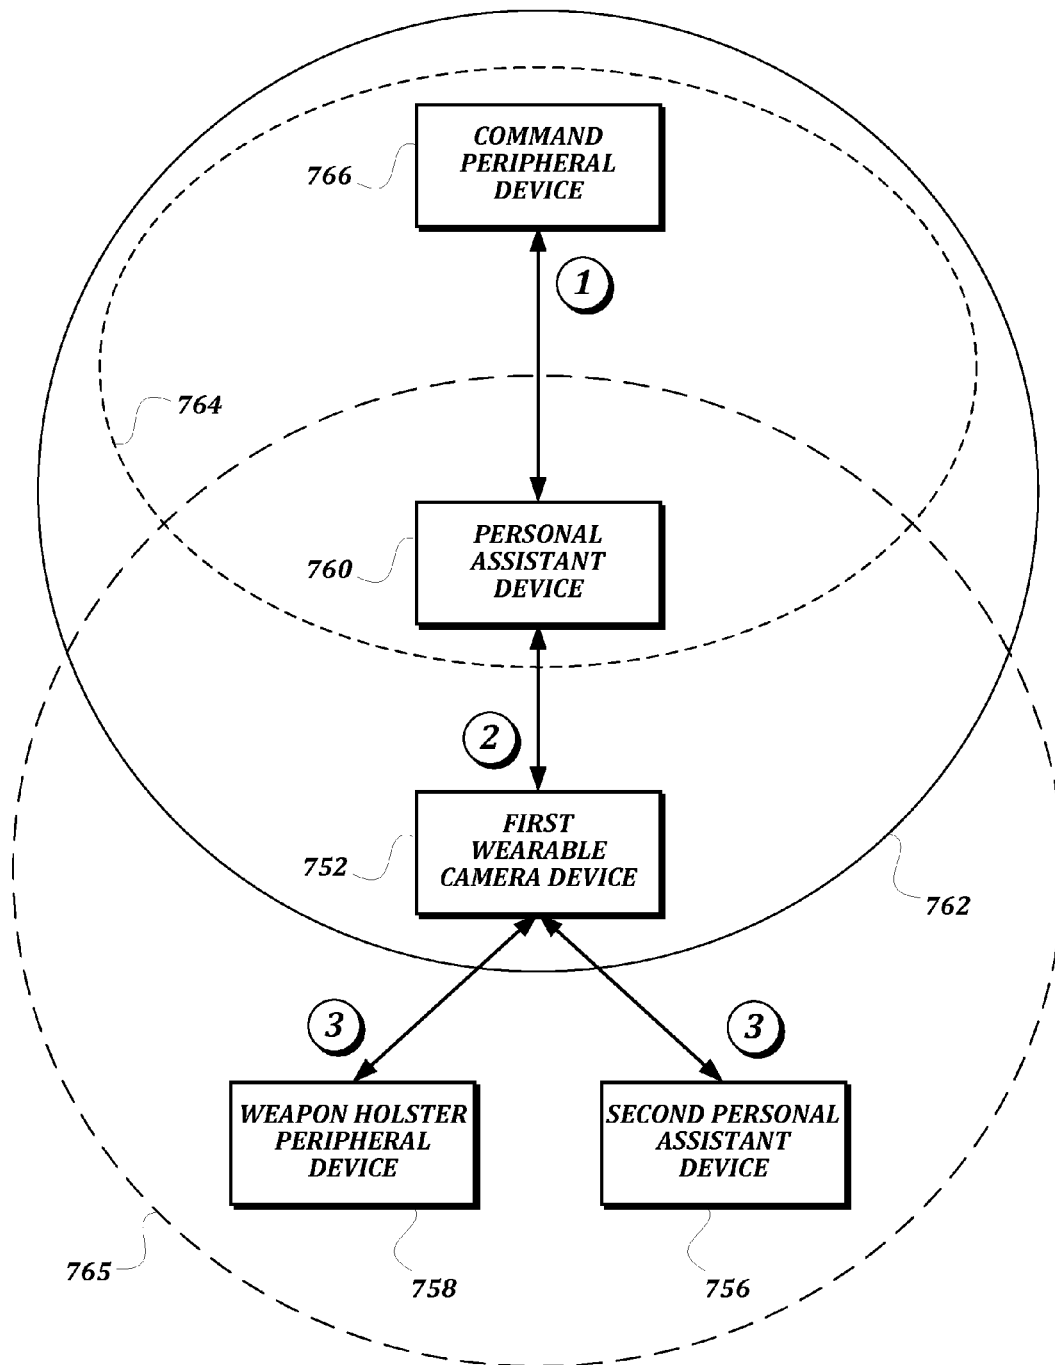 COMMAND
PERIPHERAL
DEVICE
766
1
764
PERSONAL
ASSISTANT
DEVICE
760
2
FIRST
WEARABLE
CAMERA DEVICE
752
762
3
3
WEAPON HOLSTER
PERIPHERAL
DEVICE
SECOND PERSONAL
ASSISTANT
DEVICE
765
758
756